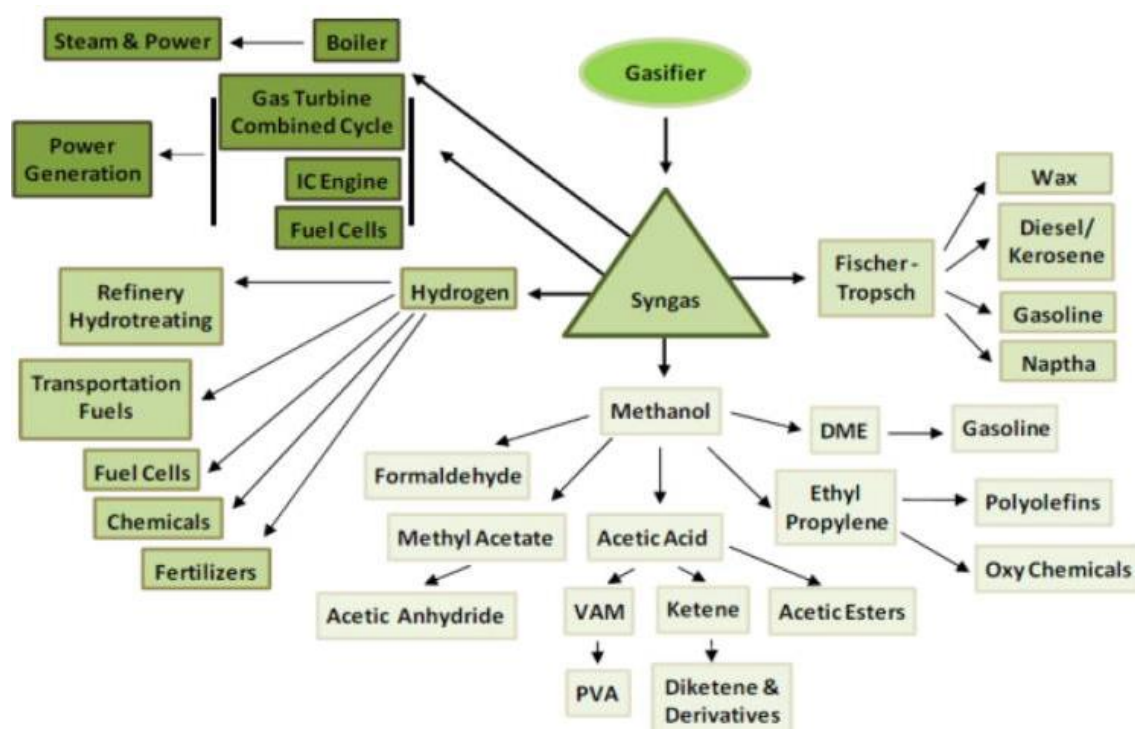 Steam & Power
Boiler
Gasifier
Gas Turbine
Combined Cycle
Power
Generation
IC Engine
Fuel Cells
Wax
Diesel/
Kerosene
Fischer-
Tropsch
Gasoline
Naptha
Syngas
Hydrogen
Refinery
Hydrotreating
Transportation
Fuels
Fuel Cells
Chemicals
Fertilizers
Methanol
DME
Gasoline
Formaldehyde
Ethyl
Propylene
Polyolefins
Methyl Acetate
Acetic Acid
Oxy Chemicals
Acetic Anhydride
VAM
Ketene
Acetic Esters
PVA
Diketene &
Derivatives